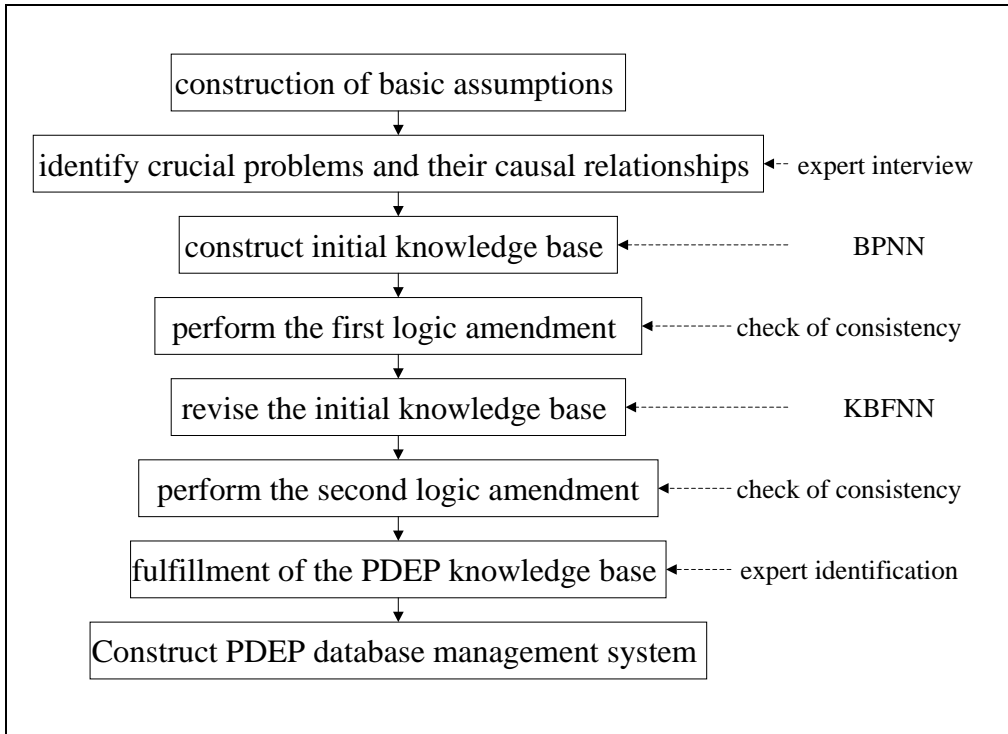 construction of basic assumptions
identify crucial problems and their causal relationships
expert interview
construct initial knowledge base
BPNN
perform the first logic amendment
check of consistency
revise the initial knowledge base
KBFNN
perform the second logic amendment
check of consistency
fulfillment of the PDEP knowledge base
expert identification
Construct PDEP database management system